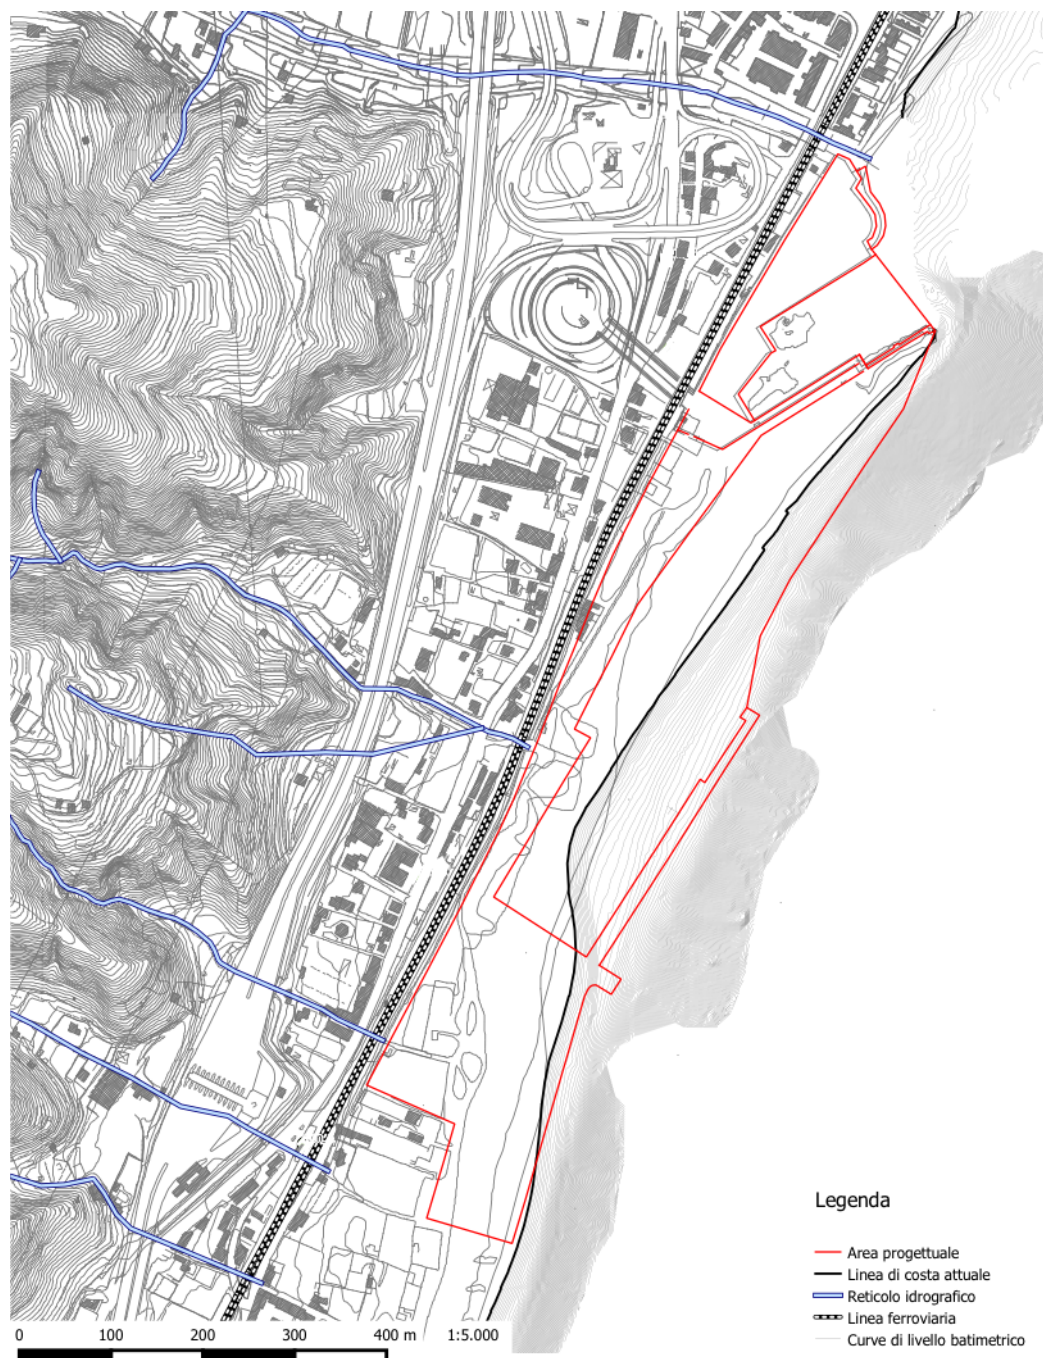 Legenda
Area progettuale
Linea di costa attuale
Reticolo idrografico
Linea ferroviaria
Curve di livello batimetrico
0 100 200 300 400 m 1:5.000